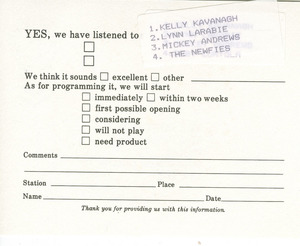 YES, we have listened to
1.KELLY KAVANAGH
2.LYNN LARABIE
3.MICKEY ANDREWS
4. THE NEWFIES
We think it sounds excellent other
As for programming it, we will start
immediately within two weeks
first possible opening
considering
will not play
need product
Comments
Station Place
Name Date
Thank you for providing us with this information.